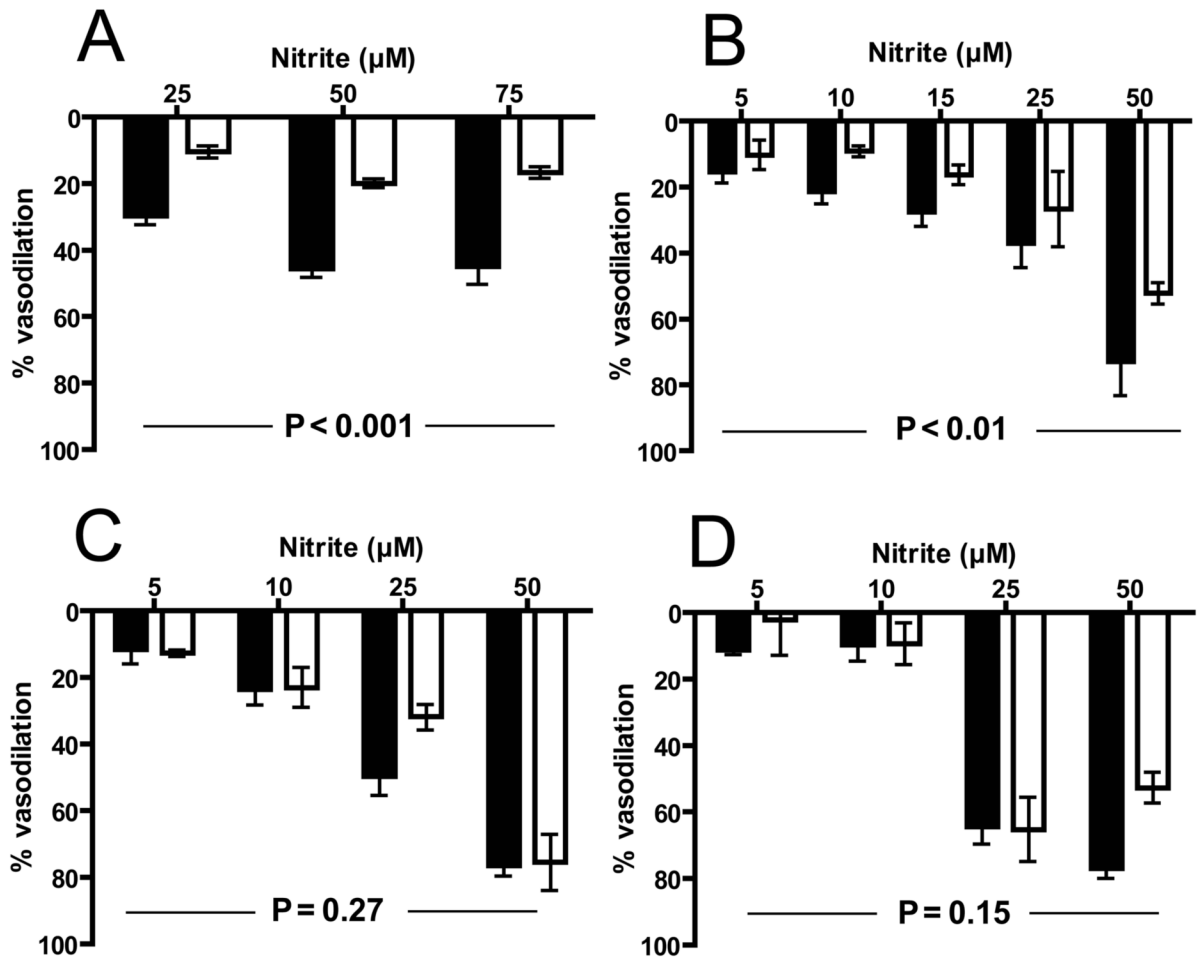 A
Nitrite (µM)
25 50 75
0
20
40
60
80
100
% vasodilation
P < 0.001
B
Nitrite (µM)
5 10 15 25 50
0
20
40
60
80
100
% vasodilation
P < 0.01
C
Nitrite (µM)
5 10 25 50
0
20
40
60
80
100
% vasodilation
P = 0.27
D
Nitrite (µM)
5 10 25 50
0
20
40
60
80
100
% vasodilation
P = 0.15